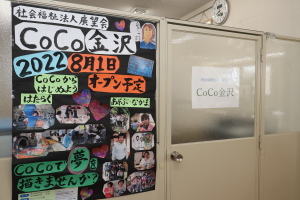 社会福祉法人展望会
CoCo金沢
2022 8月1日
オープン予定
CoCoから
はじめよう
はたらく
あそぶ なかま
CoCoで夢を
描きませんか?
CoCo金沢